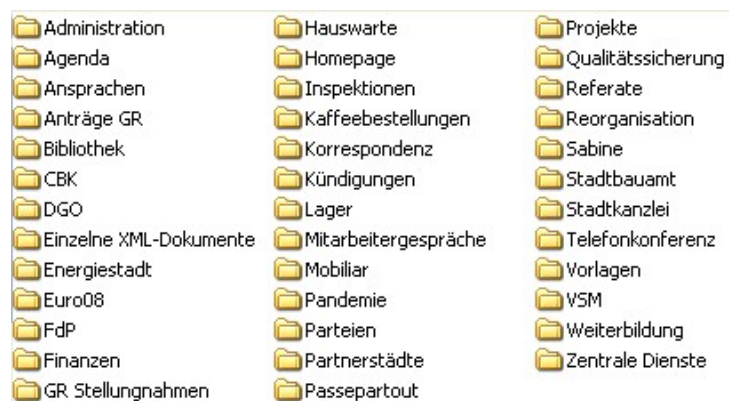 Administration
Agenda
Ansprachen
Anträge GR
Bibliothek
CBK
DGO
Einzelne XML-Dokumente
Energiestadt
Euro08
FdP
Finanzen
GR Stellungnahmen
Hauswarte
Homepage
Inspektionen
Kaffeebestellungen
Korrespondenz
Kündigungen
Lager
Mitarbeitergespräche
Mobiliar
Pandemie
Parteien
Partnerstädte
Passepartout
Projekte
Qualitätssicherung
Referate
Reorganisation
Sabine
Stadtbauamt
Stadtkanzlei
Telefonkonferenz
Vorlagen
VSM
Weiterbildung
Zentrale Dienste